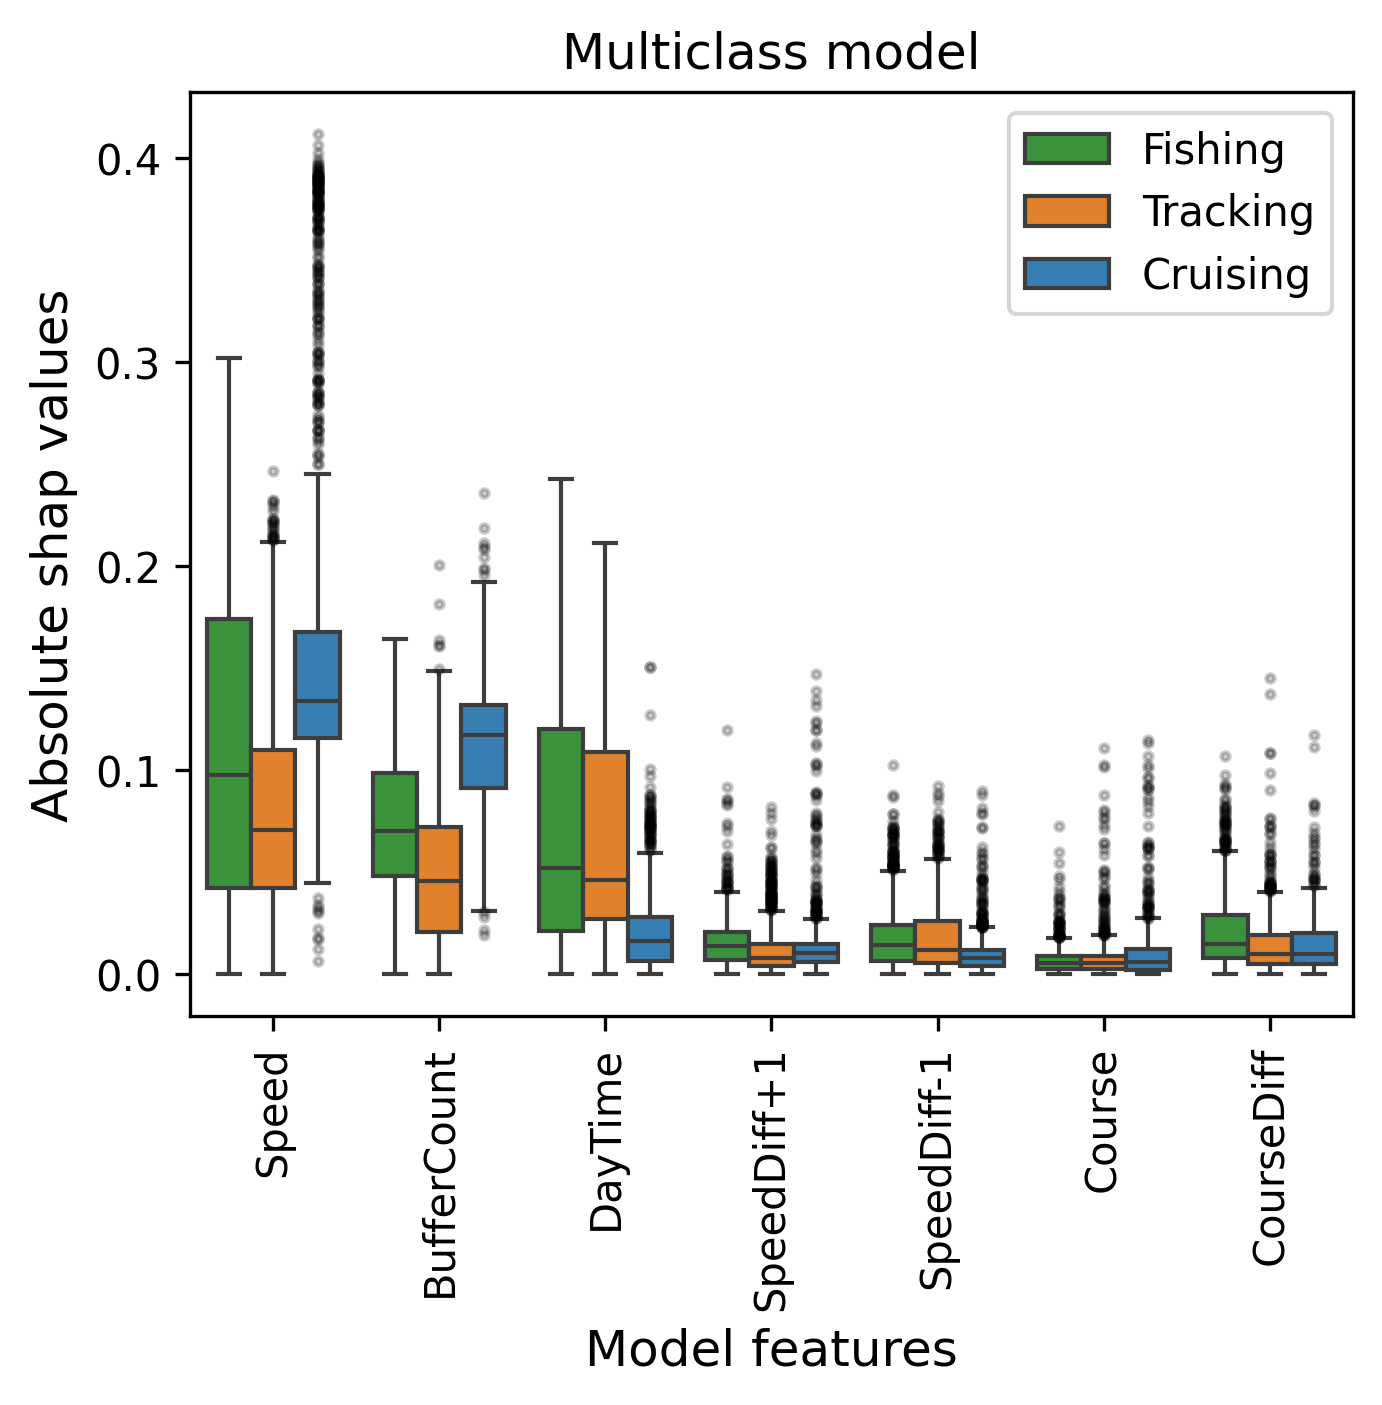 Multiclass model
Fishing
Tracking
Cruising
Absolute shap values
0.4
0.3
0.2
0.1
0.0
Speed
BufferCount
DayTime
SpeedDiff+1
SpeedDiff-1
Course
CourseDiff
Model features